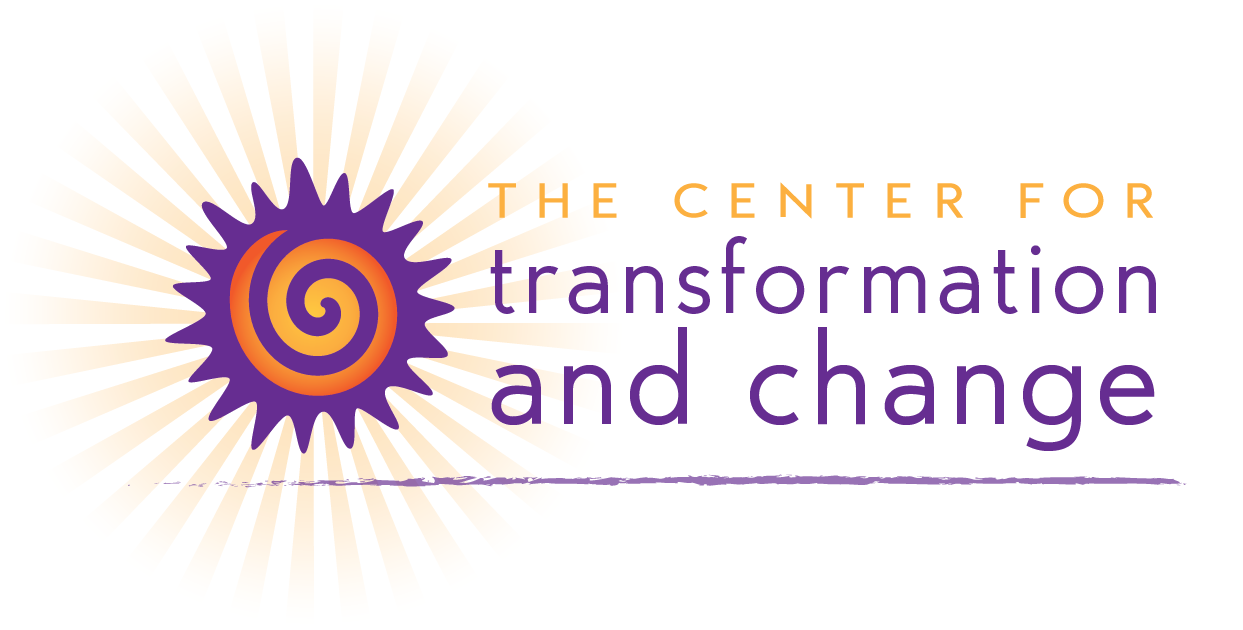 THE CENTER FOR
transformation
and change